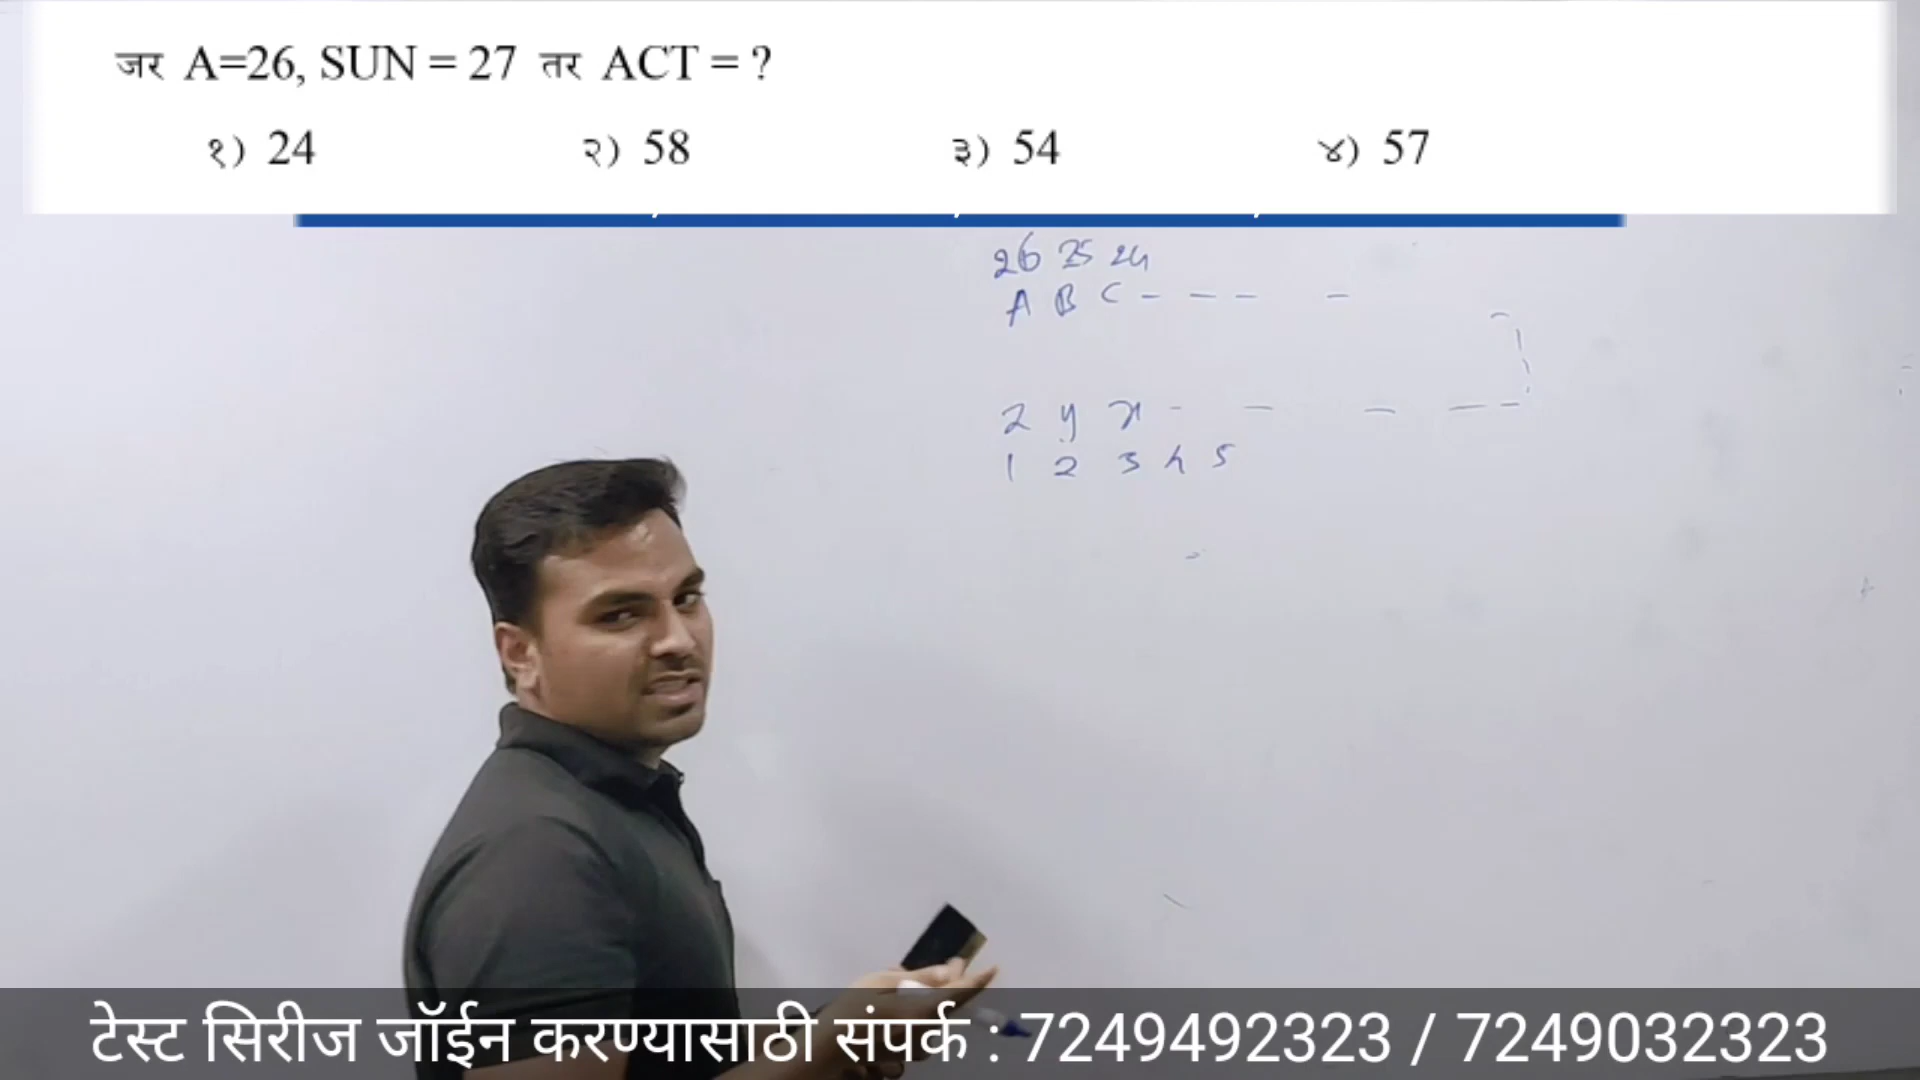 जर A=26, SUN = 27 तर ACT = ?
१) 24 २) 58 ३) 54 ४) 57
26 25 24
A B C - - - -
Z y x - - - - -
1 2 3 4 5
टेस्ट सिरीज जॉईन करण्यासाठी संपर्क : 7249492323 / 7249032323